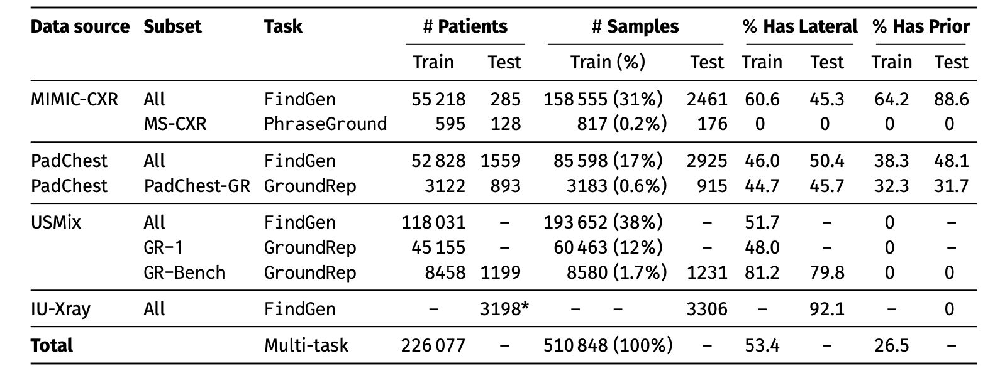 Data source Subset Task # Patients # Samples % Has Lateral % Has Prior
Train Test Train (%) Test Train Test Train Test
MIMIC-CXR All FindGen 55 218 285 158 555 (31%) 2461 60.6 45.3 64.2 88.6
MS-CXR PhraseGround 595 128 817 (0.2%) 176 0 0 0 0
PadChest All FindGen 52 828 1559 85 598 (17%) 2925 46.0 50.4 38.3 48.1
PadChest PadChest-GR GroundRep 3122 893 3183 (0.6%) 915 44.7 45.7 32.3 31.7
USMix All FindGen 118 031 – 193 652 (38%) – 51.7 – 0 –
GR-1 GroundRep 45 155 – 60 463 (12%) – 48.0 – 0 –
GR-Bench GroundRep 8458 1199 8580 (1.7%) 1231 81.2 79.8 0 0
IU-Xray All FindGen – 3198* – – 3306 – 92.1 – 0
Total Multi-task 226 077 – 510 848 (100%) – 53.4 – 26.5 –